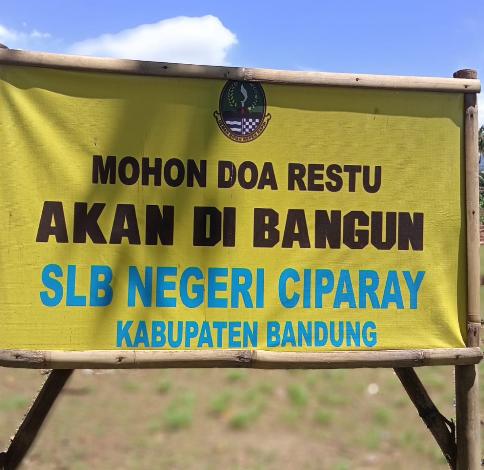 MOHON DOA RESTU
AKAN DI BANGUN
SLB NEGERI CIPARAY
KABUPATEN BANDUNG